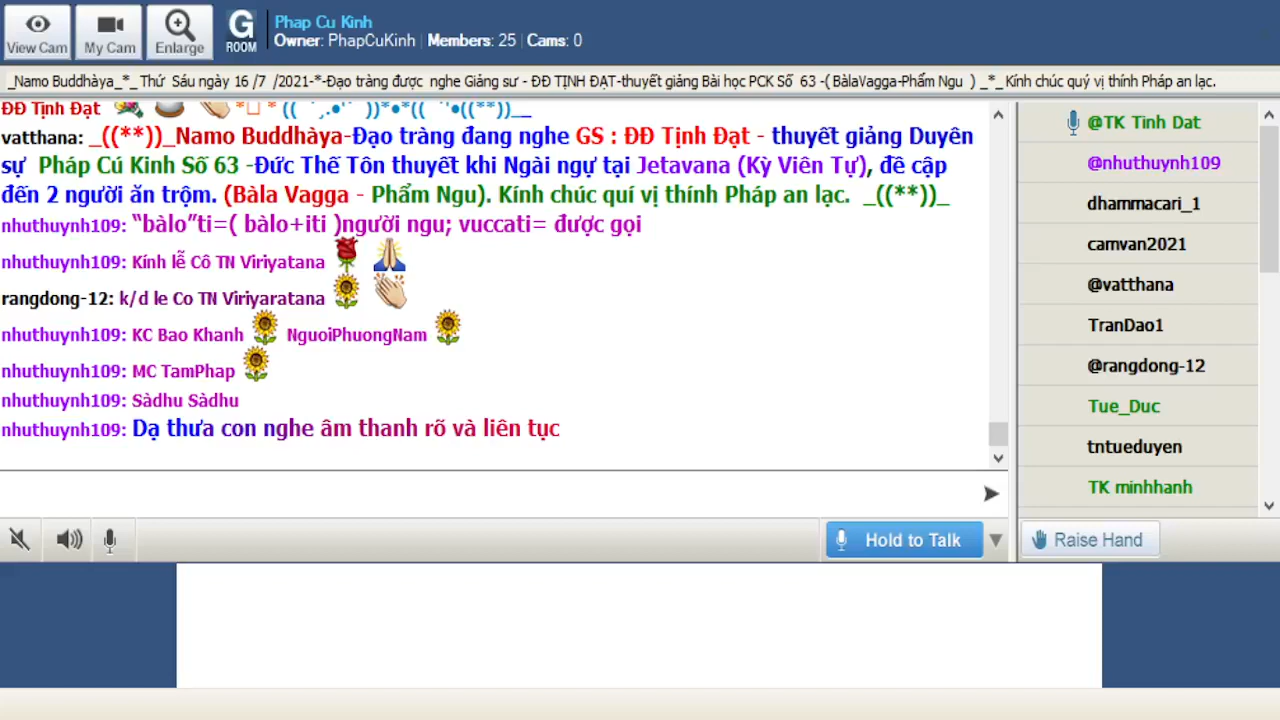 View Cam
My Cam
Enlarge
G
ROOM
Phap Cu Kinh
Owner: PhapCuKinh | Members: 25 | Cams: 0
_Namo Buddhàya_*_ Thứ Sáu ngày 16 /7 /2021-*-Đạo tràng được nghe Giảng sư - ĐĐ TỊNH ĐẠT-thuyết giảng Bài học PCK Số 63 -( BàlaVagga-Phẩm Ngu ) _*_ Kính chúc quý vị thính Pháp an lạc.
ĐĐ Tịnh Đạt
vatthana: _((**))_Namo Buddhàya-Đạo tràng đang nghe GS : ĐĐ Tịnh Đạt - thuyết giảng Duyên
sự Pháp Cú Kinh Số 63 -Đức Thế Tôn thuyết khi Ngài ngự tại Jetavana (Kỳ Viên Tự), đề cập
đến 2 người ăn trộm. (Bàla Vagga - Phẩm Ngu). Kính chúc quí vị thính Pháp an lạc. _((**))_
nhuthuynh109: “bàlo”ti=( bàlo+iti )người ngu; vuccati= được gọi
nhuthuynh109: Kính lễ Cô TN Viriyatana
rangdong-12: k/d le Co TN Viriyaratana
nhuthuynh109: KC Bao Khanh NguoiPhuongNam
nhuthuynh109: MC TamPhap
nhuthuynh109: Sàdhu Sàdhu
nhuthuynh109: Dạ thưa con nghe âm thanh rõ và liên tục
@TK Tinh Dat
@nhuthuynh109
dhammacari_1
camvan2021
@vatthana
TranDao1
@rangdong-12
Tue_Duc
tntueduyen
TK minhhanh
Hold to Talk
Raise Hand